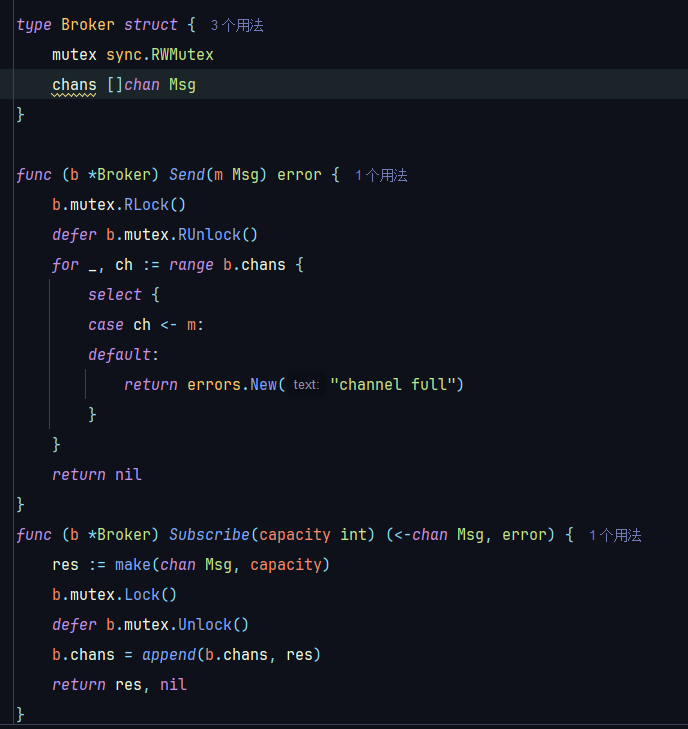 type Broker struct { 3 个用法
    mutex sync.RWMutex
    chans []chan Msg
}
func (b *Broker) Send(m Msg) error { 1 个用法
    b.mutex.RLock()
    defer b.mutex.RUnlock()
    for _, ch := range b.chans {
        select {
        case ch <- m:
        default:
            return errors.New( text: "channel full")
        }
    }
    return nil
}
func (b *Broker) Subscribe(capacity int) (<-chan Msg, error) { 1 个用法
    res := make(chan Msg, capacity)
    b.mutex.Lock()
    defer b.mutex.Unlock()
    b.chans = append(b.chans, res)
    return res, nil
}